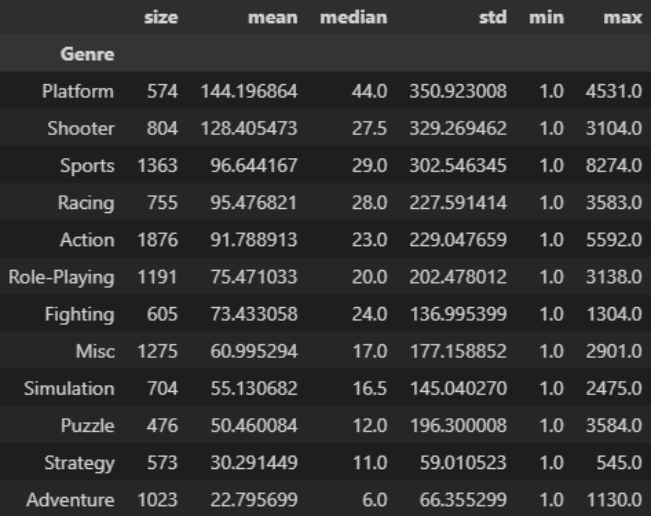 size mean median std min max
Genre
Platform 574 144.196864 44.0 350.923008 1.0 4531.0
Shooter 804 128.405473 27.5 329.269462 1.0 3104.0
Sports 1363 96.644167 29.0 302.546345 1.0 8274.0
Racing 755 95.476821 28.0 227.591414 1.0 3583.0
Action 1876 91.788913 23.0 229.047659 1.0 5592.0
Role-Playing 1191 75.471033 20.0 202.478012 1.0 3138.0
Fighting 605 73.433058 24.0 136.995399 1.0 1304.0
Misc 1275 60.995294 17.0 177.158852 1.0 2901.0
Simulation 704 55.130682 16.5 145.040270 1.0 2475.0
Puzzle 476 50.460084 12.0 196.300008 1.0 3584.0
Strategy 573 30.291449 11.0 59.010523 1.0 545.0
Adventure 1023 22.795699 6.0 66.355299 1.0 1130.0